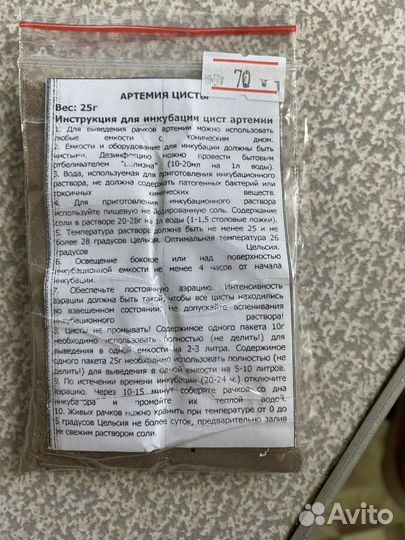 70
АРТЕМИЯ ЦИСТЫ
Вес: 25г
Инструкция для инкубации цист артемии
1. Для выведения рачков артемии можно использовать
любые емкости с коническим дном.
2. Емкости и оборудование для инкубации должны быть
чистыми. Дезинфекцию можно провести бытовым
отбеливателем (10-20мл на 1л воды).
3. Вода, используемая для приготовления инкубационного
раствора, не должна содержать патогенных бактерий или
токсичных химических веществ.
4. Для приготовления инкубационного раствора
используйте пищевую не йодированную соль. Содержание
соли в растворе 20-28г на 1л воды (1-1,5 столовые ложки).
5. Температура раствора должна быть не менее 25 и не
более 28 градусов Цельсия. Оптимальная температура 26
градусов Цельсия.
6. Освещение боковое или над поверхностью
инкубационной емкости не менее 4 часов от начала
инкубации.
7. Обеспечьте постоянную аэрацию. Интенсивность
аэрации должна быть такой, чтобы все цисты находились
во взвешенном состоянии. Не допускайте вспенивания
инкубационного раствора!
8. Цисты не промывать! Содержимое одного пакета 10г
необходимо использовать полностью (не делить!) для
выведения в одной емкости на 2-3 литра. Содержимое
одного пакета 25г необходимо использовать полностью (не
делить!) для выведения в одной емкости на 5-10 литров.
9. По истечении времени инкубации (20-24 ч.) отключите
аэрацию. Через 10-15 минут соберите рачков со дна
инкубатора и промойте их теплой водой.
10. Живых рачков можно хранить при температуре от 0 до
5 градусов Цельсия не более суток, предварительно залив
их свежим раствором соли.
Avito